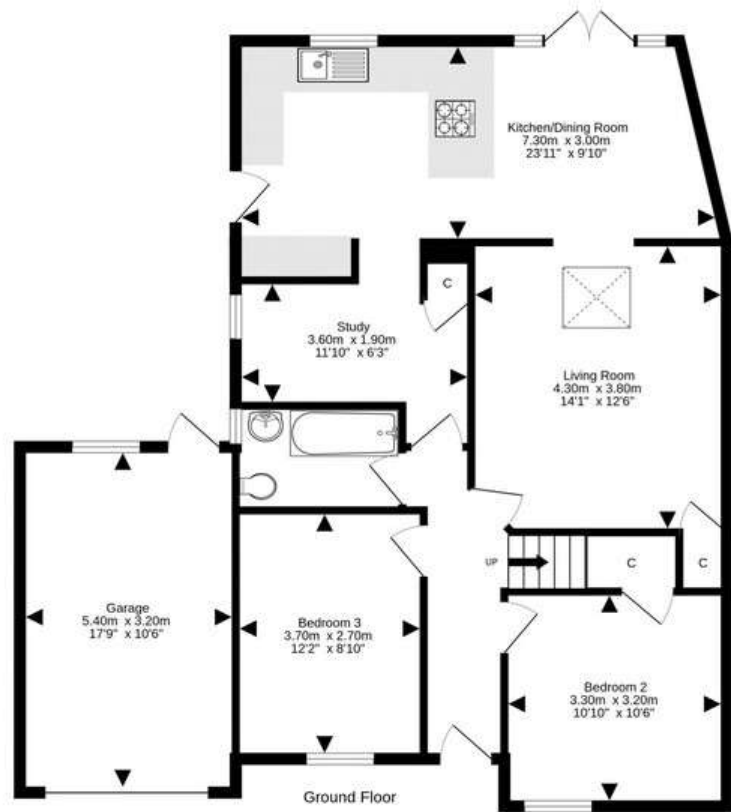 Kitchen/Dining Room
7.30m x 3.00m
23'11" x 9'10"
C
Study
3.60m x 1.90m
11'10" x 6'3"
Living Room
4.30m x 3.80m
14'1" x 12'6"
UP
C
C
Garage
5.40m x 3.20m
17'9" x 10'6"
Bedroom 3
3.70m x 2.70m
12'2" x 8'10"
Bedroom 2
3.30m x 3.20m
10'10" x 10'6"
Ground Floor